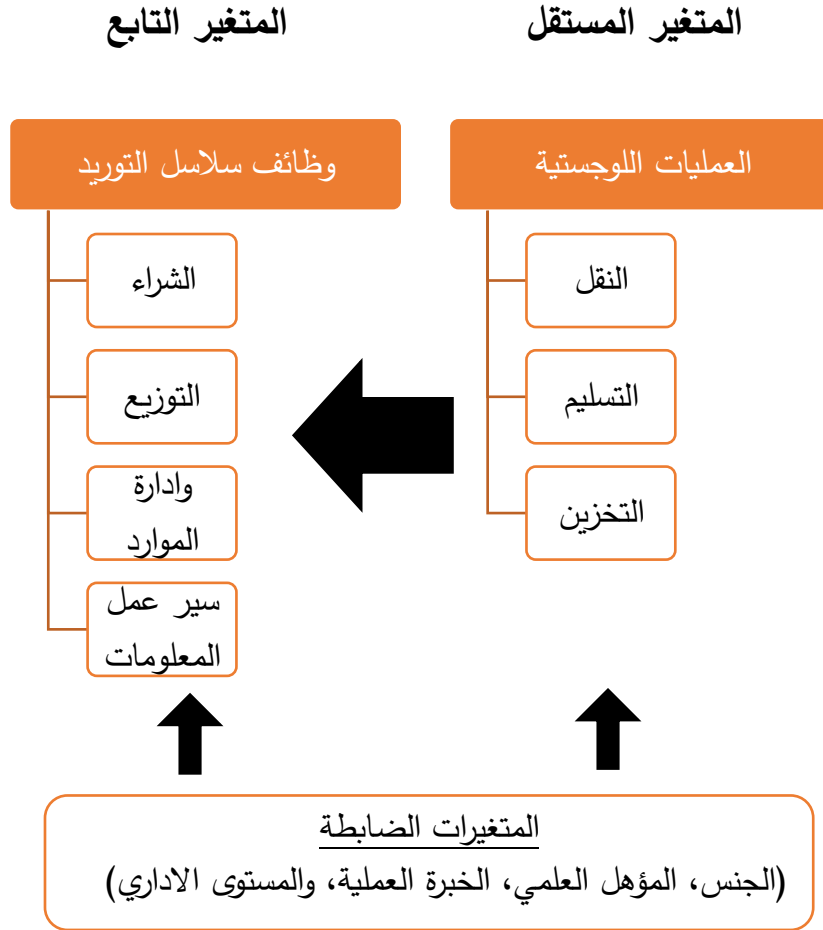 المتغير المستقل
المتغير التابع
العمليات اللوجستية
النقل
التسليم
التخزين
وظائف سلاسل التوريد
الشراء
التوزيع
وادارة
الموارد
سير عمل
المعلومات
المتغيرات الضابطة
(الجنس، المؤهل العلمي، الخبرة العملية، والمستوى الاداري)